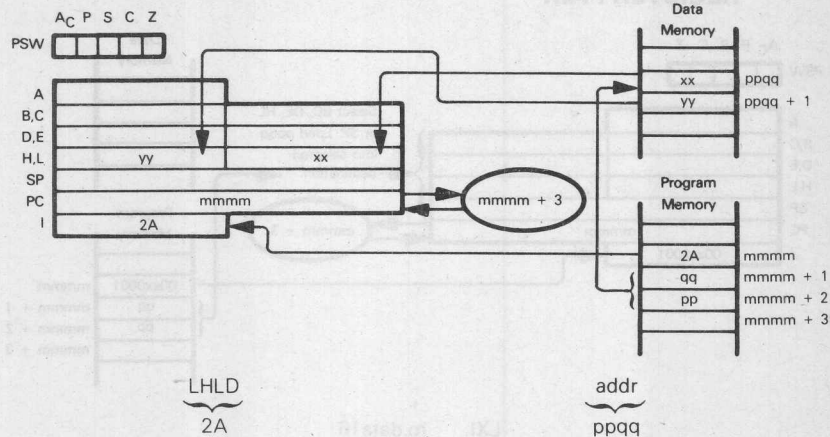 A_C P S C Z
PSW
A
B,C
D,E
H,L yy xx
SP
PC mmmm mmmm + 3
I 2A
Data
Memory
xx ppqq
yy ppqq + 1
Program
Memory
2A mmmm
qq mmmm + 1
pp mmmm + 2
mmmm + 3
LHLD addr
2A ppqq